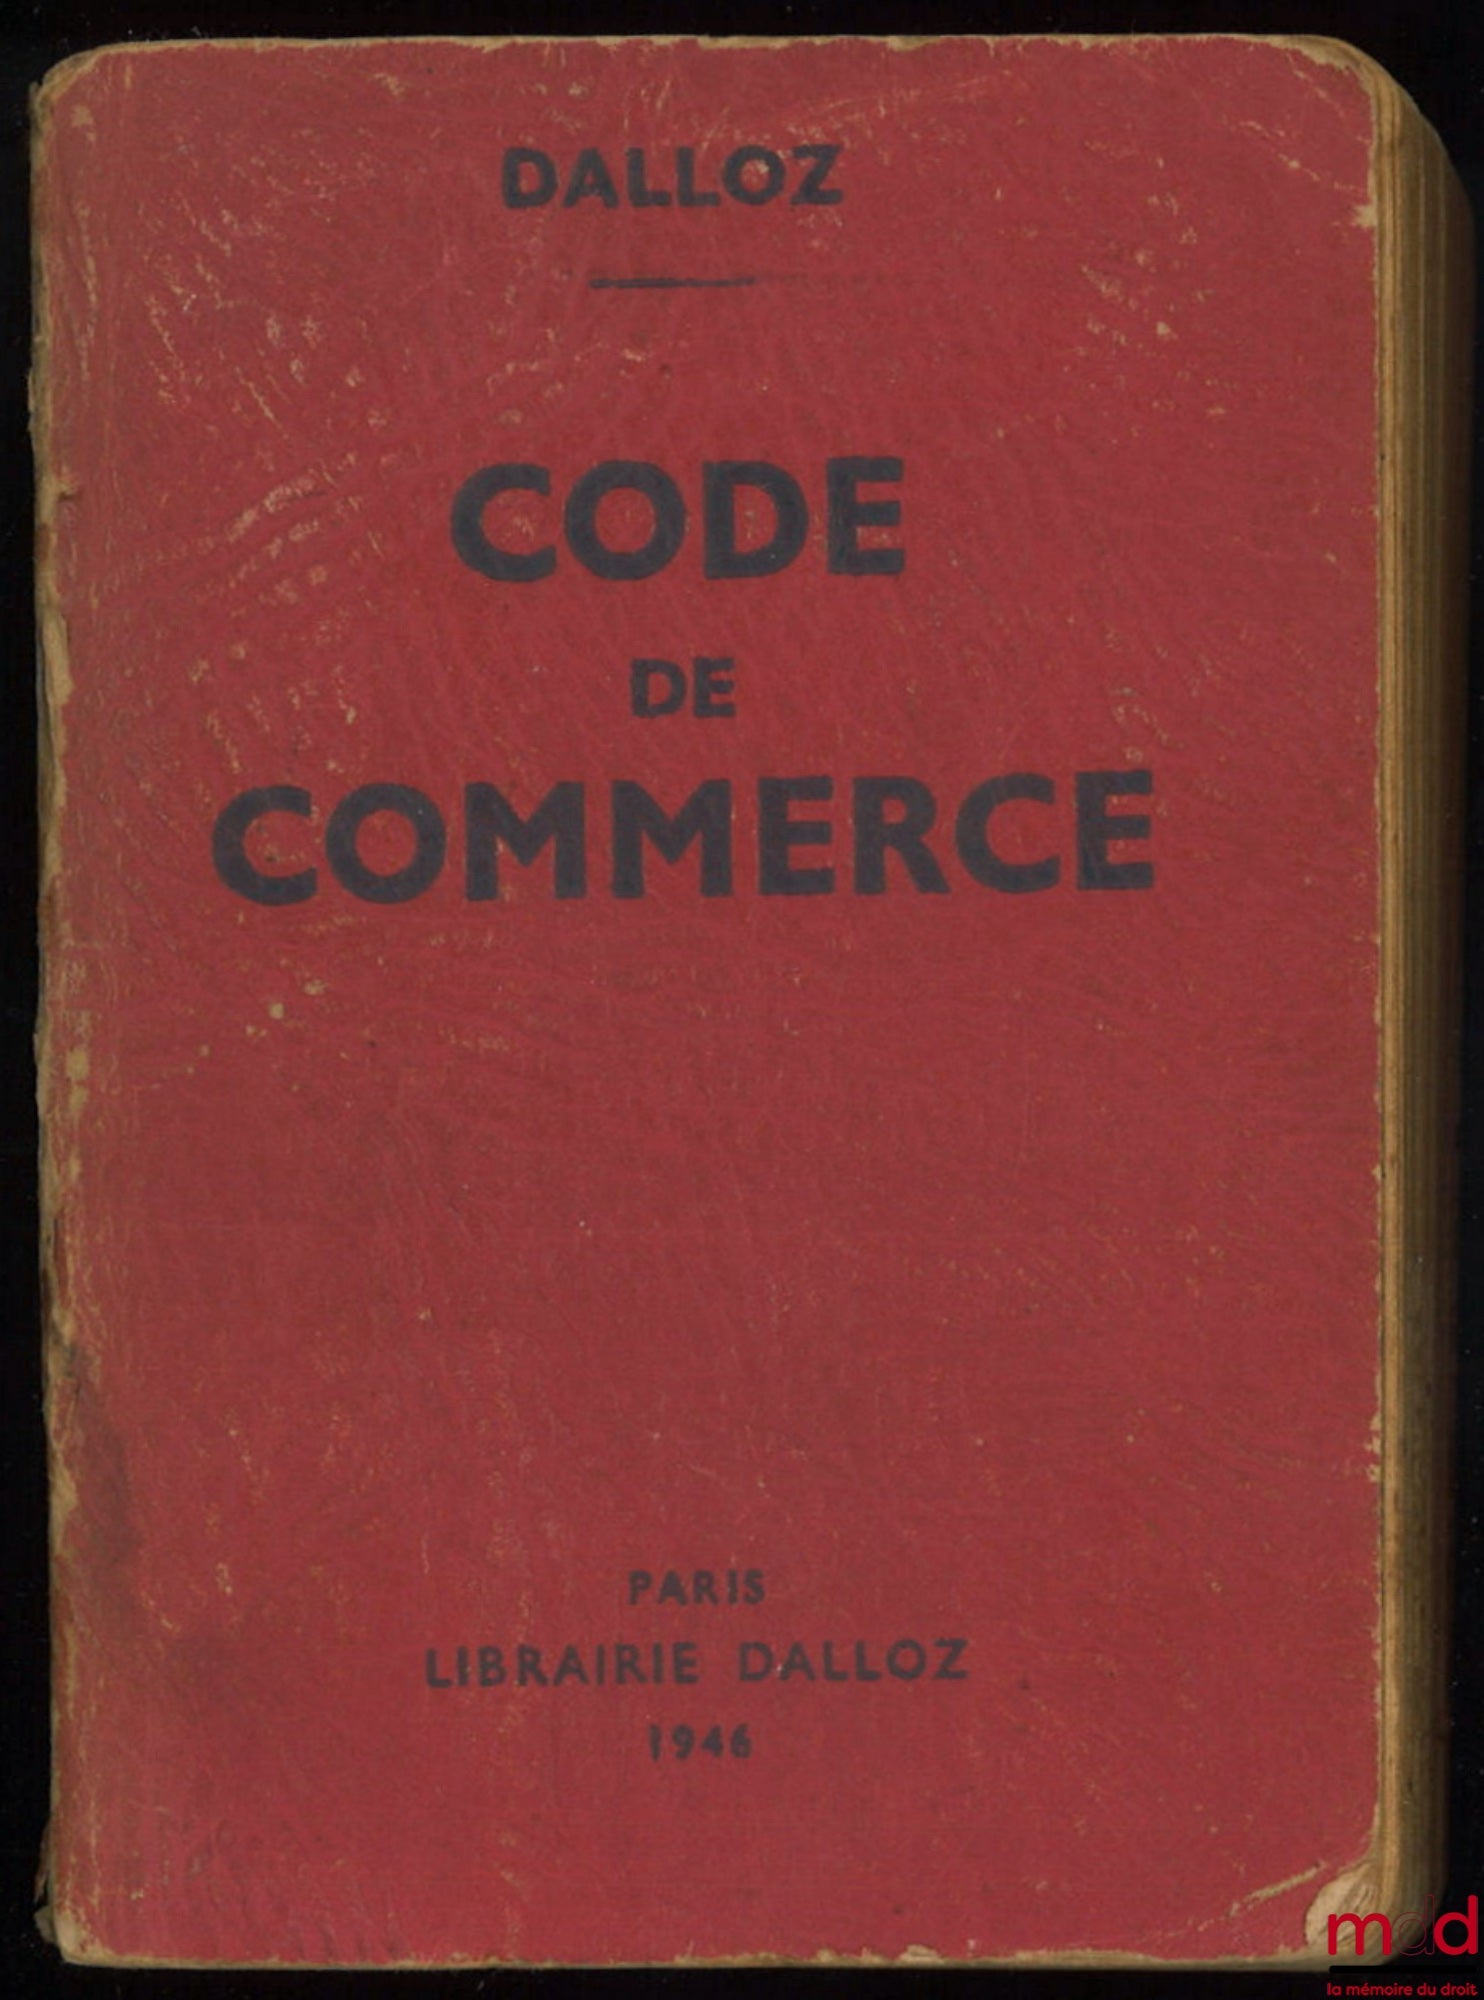 DALLOZ
CODE
DE
COMMERCE
PARIS
LIBRAIRIE DALLOZ
1946
mdd
la mémoire du droit